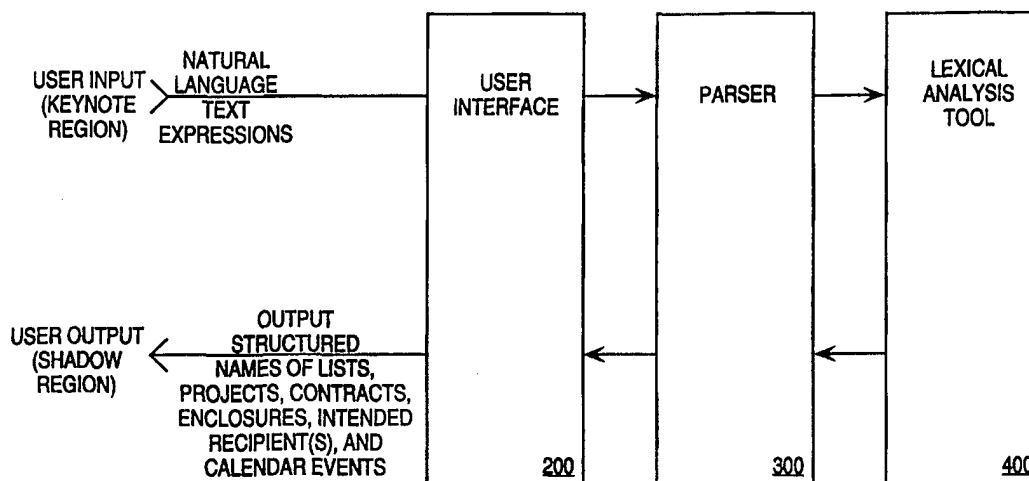 USER INPUT
(KEYNOTE
REGION)
NATURAL
LANGUAGE
TEXT
EXPRESSIONS
USER
INTERFACE
PARSER
LEXICAL
ANALYSIS
TOOL
USER OUTPUT
(SHADOW
REGION)
OUTPUT
STRUCTURED
NAMES OF LISTS,
PROJECTS, CONTRACTS,
ENCLOSURES, INTENDED
RECIPIENT(S), AND
CALENDAR EVENTS
200
300
400